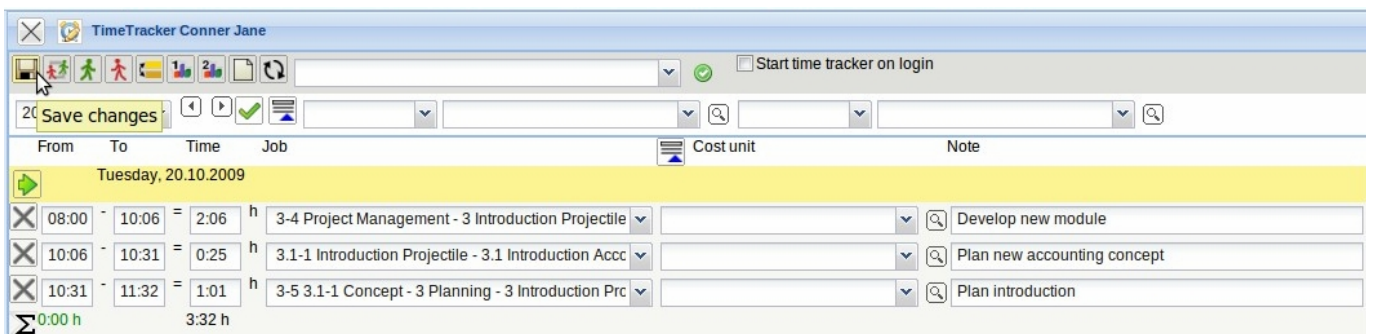 TimeTracker Conner Jane
Start time tracker on login
20
Save changes
From To Time Job Cost unit Note
Tuesday, 20.10.2009
08:00 - 10:06 = 2:06 h 3-4 Project Management - 3 Introduction Projectile Develop new module
10:06 - 10:31 = 0:25 h 3.1-1 Introduction Projectile - 3.1 Introduction Accc Plan new accounting concept
10:31 - 11:32 = 1:01 h 3-5 3.1-1 Concept - 3 Planning - 3 Introduction Prc Plan introduction
Σ 0:00 h 3:32 h